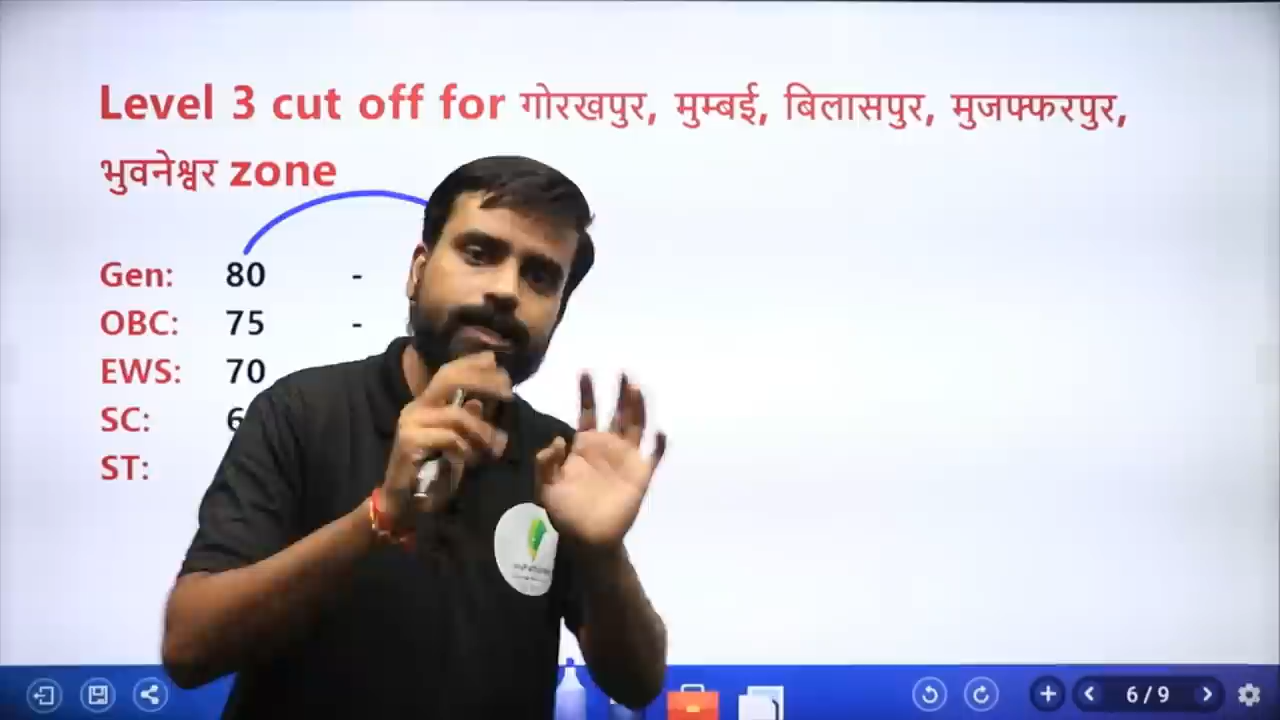 Level 3 cut off for गोरखपुर, मुम्बई, बिलासपुर, मुजफ्फरपुर,
भुवनेश्वर zone
Gen: 80 -
OBC: 75 -
EWS: 70
SC: 6
ST:
6 / 9